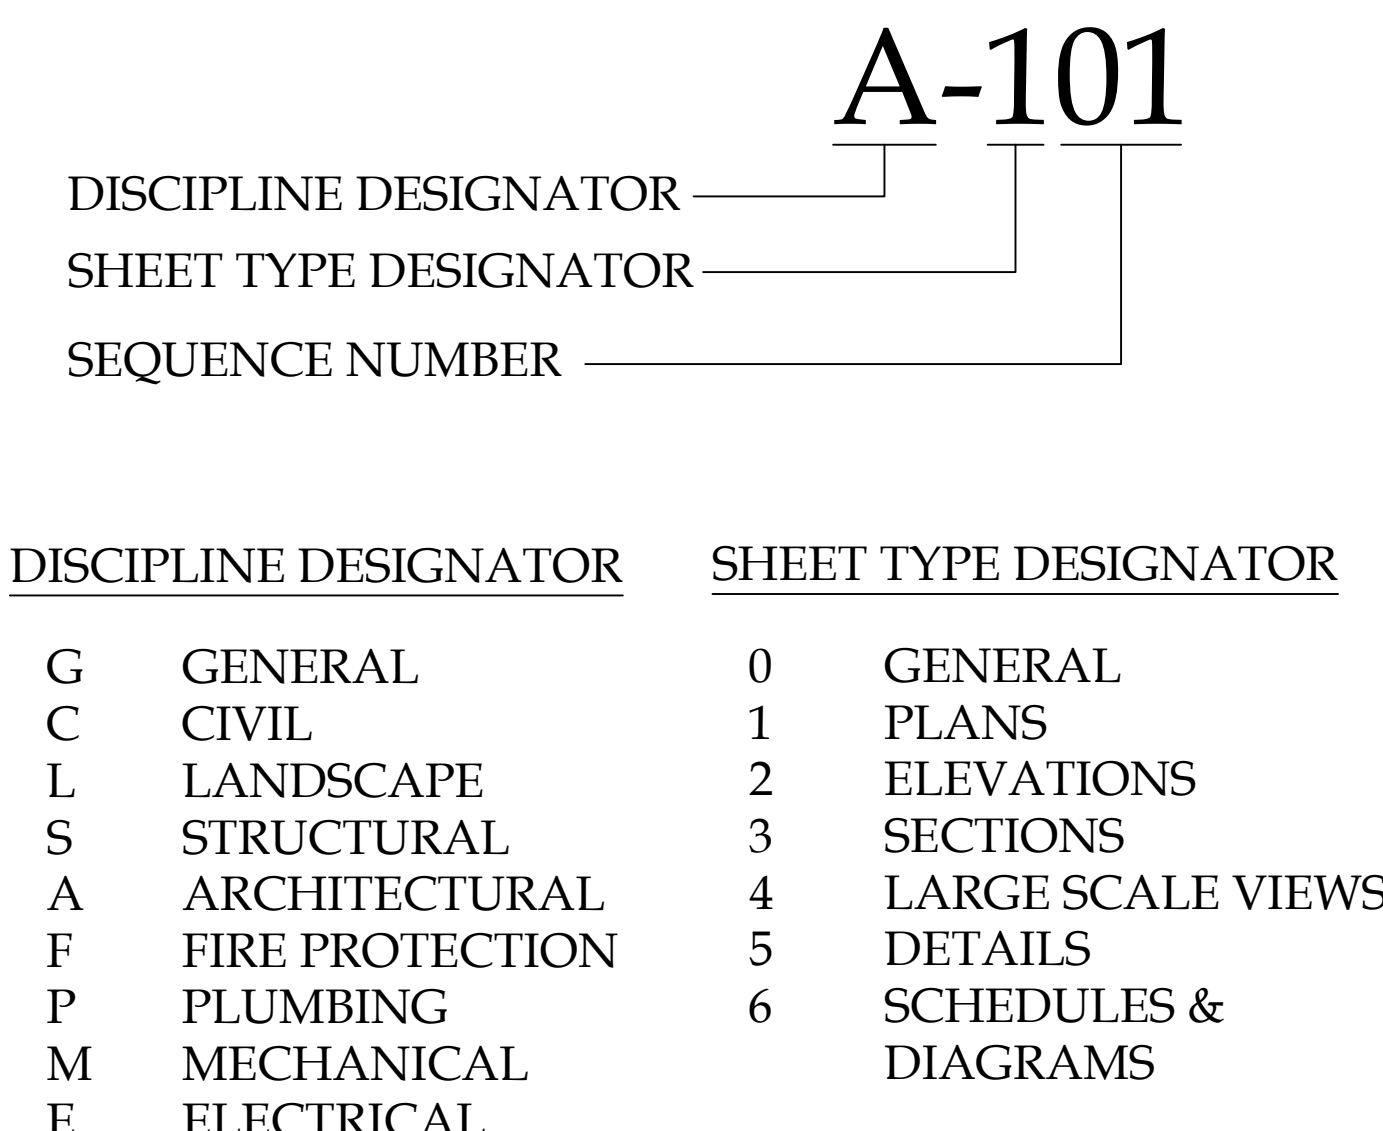 A-101
DISCIPLINE DESIGNATOR
SHEET TYPE DESIGNATOR
SEQUENCE NUMBER
DISCIPLINE DESIGNATOR
G GENERAL
C CIVIL
L LANDSCAPE
S STRUCTURAL
A ARCHITECTURAL
F FIRE PROTECTION
P PLUMBING
M MECHANICAL
E ELECTRICAL
SHEET TYPE DESIGNATOR
0 GENERAL
1 PLANS
2 ELEVATIONS
3 SECTIONS
4 LARGE SCALE VIEWS
5 DETAILS
6 SCHEDULES &
DIAGRAMS